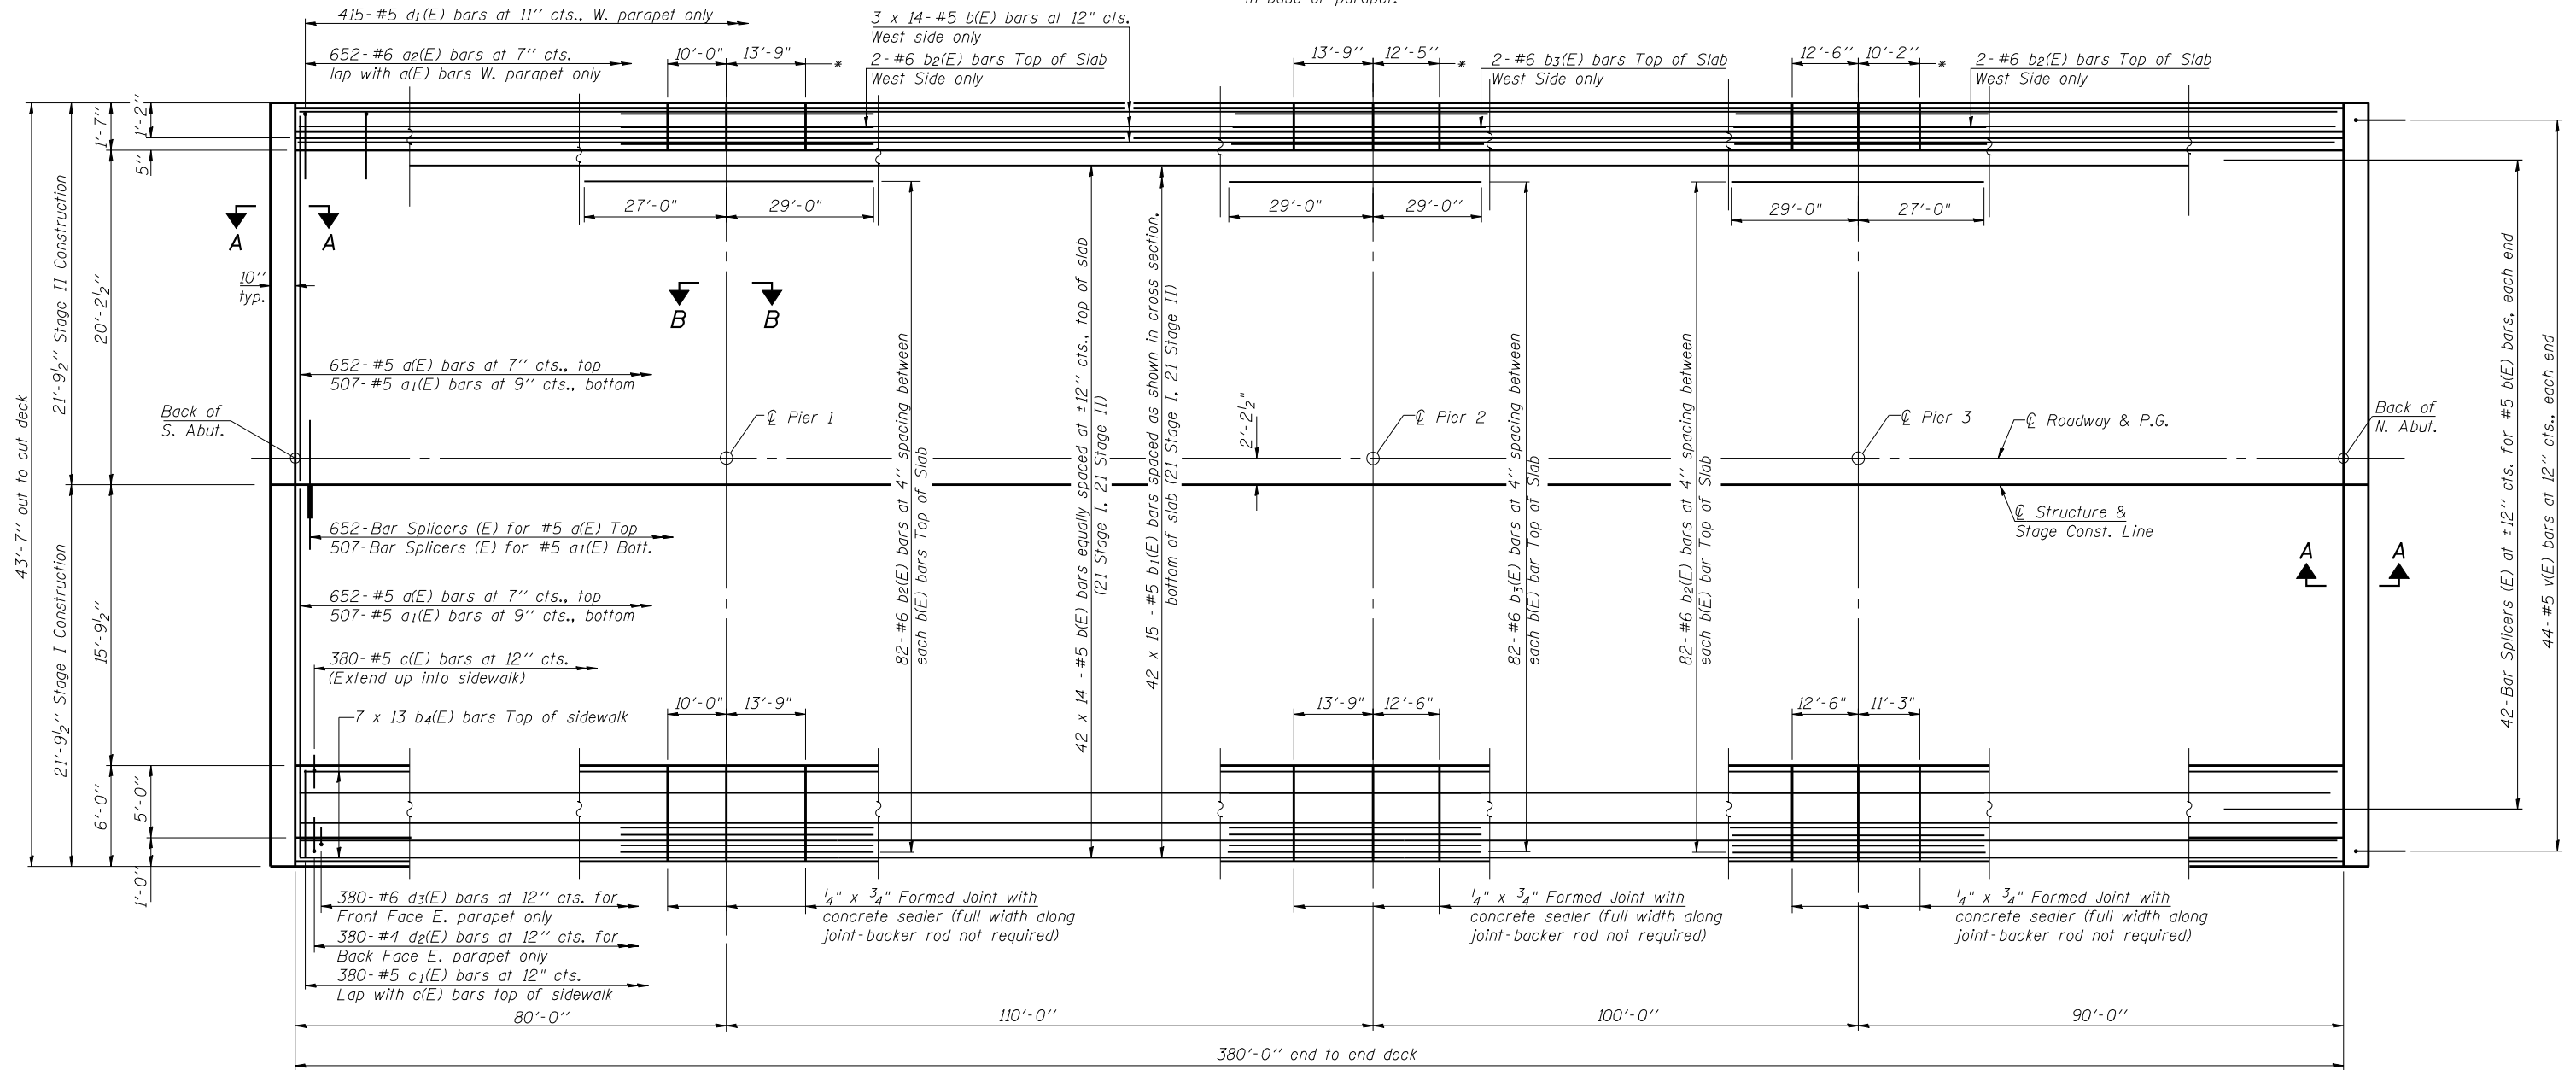 in base of parapet.
415-#5 d1(E) bars at 11'' cts., W. parapet only
3 x 14-#5 b(E) bars at 12" cts.
West side only
652-#6 a2(E) bars at 7'' cts.
lap with a(E) bars W. parapet only
10'-0'' 13'-9" *
2-#6 b2(E) bars Top of Slab
West Side only
13'-9'' 12'-5'' *
2-#6 b3(E) bars Top of Slab
West Side only
12'-6'' 10'-2'' *
2-#6 b2(E) bars Top of Slab
West Side only
1'-7''
1'-2''
5''
43'-7'' out to out deck
21'-9½'' Stage II Construction
20'-2½''
A A
27'-0" 29'-0"
29'-0" 29'-0''
29'-0" 27'-0"
10''
typ.
B B
652-#5 a(E) bars at 7'' cts., top
507-#5 a1(E) bars at 9'' cts., bottom
Back of
S. Abut.
℄ Pier 1
℄ Pier 2
℄ Pier 3
℄ Roadway & P.G.
Back of
N. Abut.
2'-2½"
82-#6 b2(E) bars at 4'' spacing between
each b(E) bars Top of Slab
42 x 14 -#5 b(E) bars equally spaced at ±12'' cts., top of slab
(21 Stage I, 21 Stage II)
42 x 15 -#5 b1(E) bars spaced as shown in cross section,
bottom of slab (21 Stage I, 21 Stage II)
82-#6 b3(E) bars at 4'' spacing between
each b(E) bar Top of Slab
82-#6 b2(E) bars at 4'' spacing between
each b(E) bars Top of Slab
42-Bar Splicers (E) at ±12'' cts. for #5 b(E) bars, each end
44-#5 v(E) bars at 12'' cts., each end
℄ Structure &
Stage Const. Line
652-Bar Splicers (E) for #5 a(E) Top
507-Bar Splicers (E) for #5 a1(E) Bott.
A A
21'-9½'' Stage I Construction
15'-9½''
652-#5 a(E) bars at 7'' cts., top
507-#5 a1(E) bars at 9'' cts., bottom
380-#5 c(E) bars at 12'' cts.
(Extend up into sidewalk)
7 x 13 b4(E) bars Top of sidewalk
10'-0" 13'-9"
13'-9" 12'-6"
12'-6" 11'-3"
6'-0''
5'-0''
1'-0''
380-#6 d3(E) bars at 12'' cts. for
Front Face E. parapet only
380-#4 d2(E) bars at 12'' cts. for
Back Face E. parapet only
380-#5 c1(E) bars at 12" cts.
Lap with c(E) bars top of sidewalk
¼" x ¾" Formed Joint with
concrete sealer (full width along
joint-backer rod not required)
¼" x ¾" Formed Joint with
concrete sealer (full width along
joint-backer rod not required)
¼" x ¾" Formed Joint with
concrete sealer (full width along
joint-backer rod not required)
80'-0'' 110'-0'' 100'-0'' 90'-0''
380'-0'' end to end deck